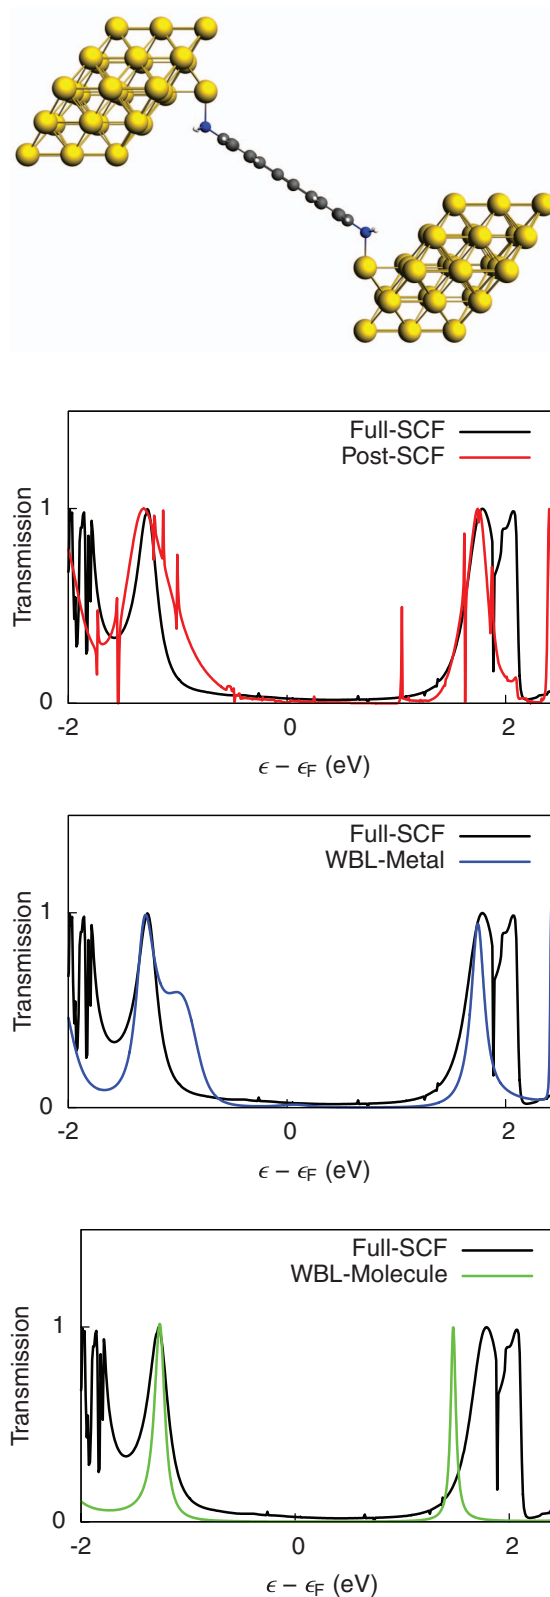 Full-SCF
Post-SCF
Transmission
1
0
-2
0
2
ϵ – ϵF (eV)
Full-SCF
WBL-Metal
Transmission
1
0
-2
0
2
ϵ – ϵF (eV)
Full-SCF
WBL-Molecule
Transmission
1
0
-2
0
2
ϵ – ϵF (eV)